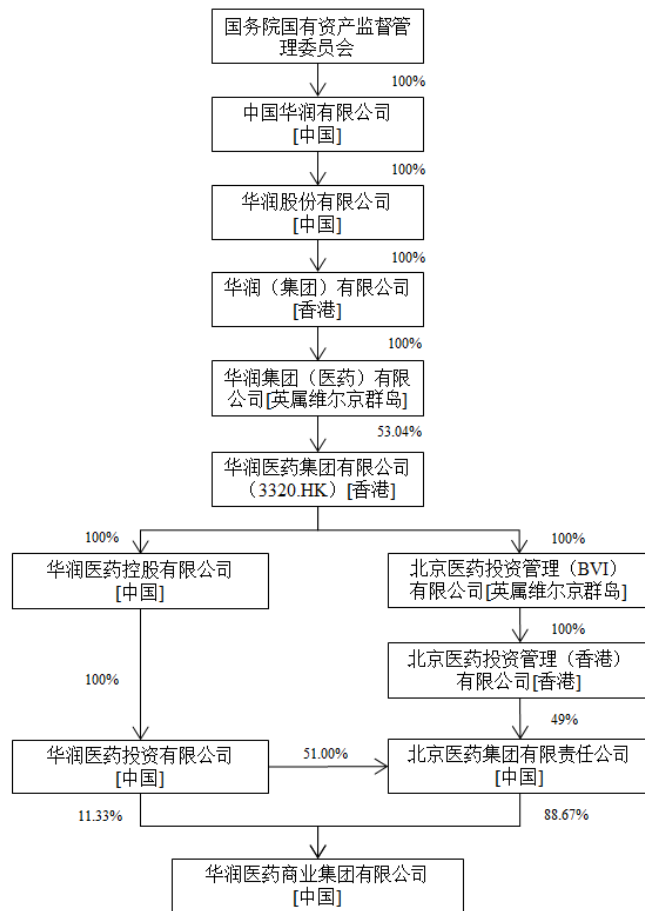 国务院国有资产监督管
理委员会
100%
中国华润有限公司
[中国]
100%
华润股份有限公司
[中国]
100%
华润（集团）有限公司
[香港]
100%
华润集团（医药）有限
公司[英属维尔京群岛]
53.04%
华润医药集团有限公司
（3320.HK）[香港]
100%
100%
华润医药控股有限公司
[中国]
北京医药投资管理（BVI）
有限公司[英属维尔京群岛]
100%
北京医药投资管理（香港）
有限公司[香港]
100%
49%
华润医药投资有限公司
[中国]
51.00%
北京医药集团有限责任公司
[中国]
11.33%
88.67%
华润医药商业集团有限公司
[中国]